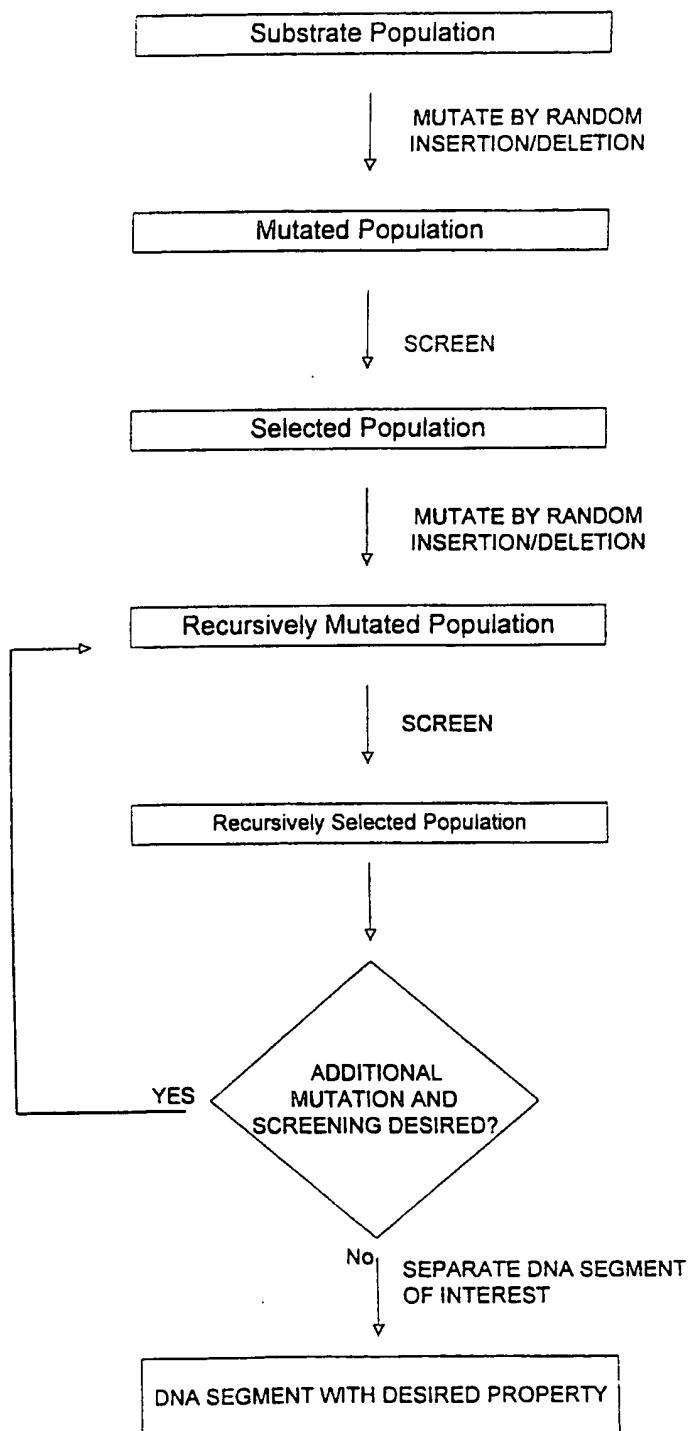 Substrate Population
MUTATE BY RANDOM
INSERTION/DELETION
Mutated Population
SCREEN
Selected Population
MUTATE BY RANDOM
INSERTION/DELETION
Recursively Mutated Population
SCREEN
Recursively Selected Population
YES
ADDITIONAL
MUTATION AND
SCREENING DESIRED?
No
SEPARATE DNA SEGMENT
OF INTEREST
DNA SEGMENT WITH DESIRED PROPERTY